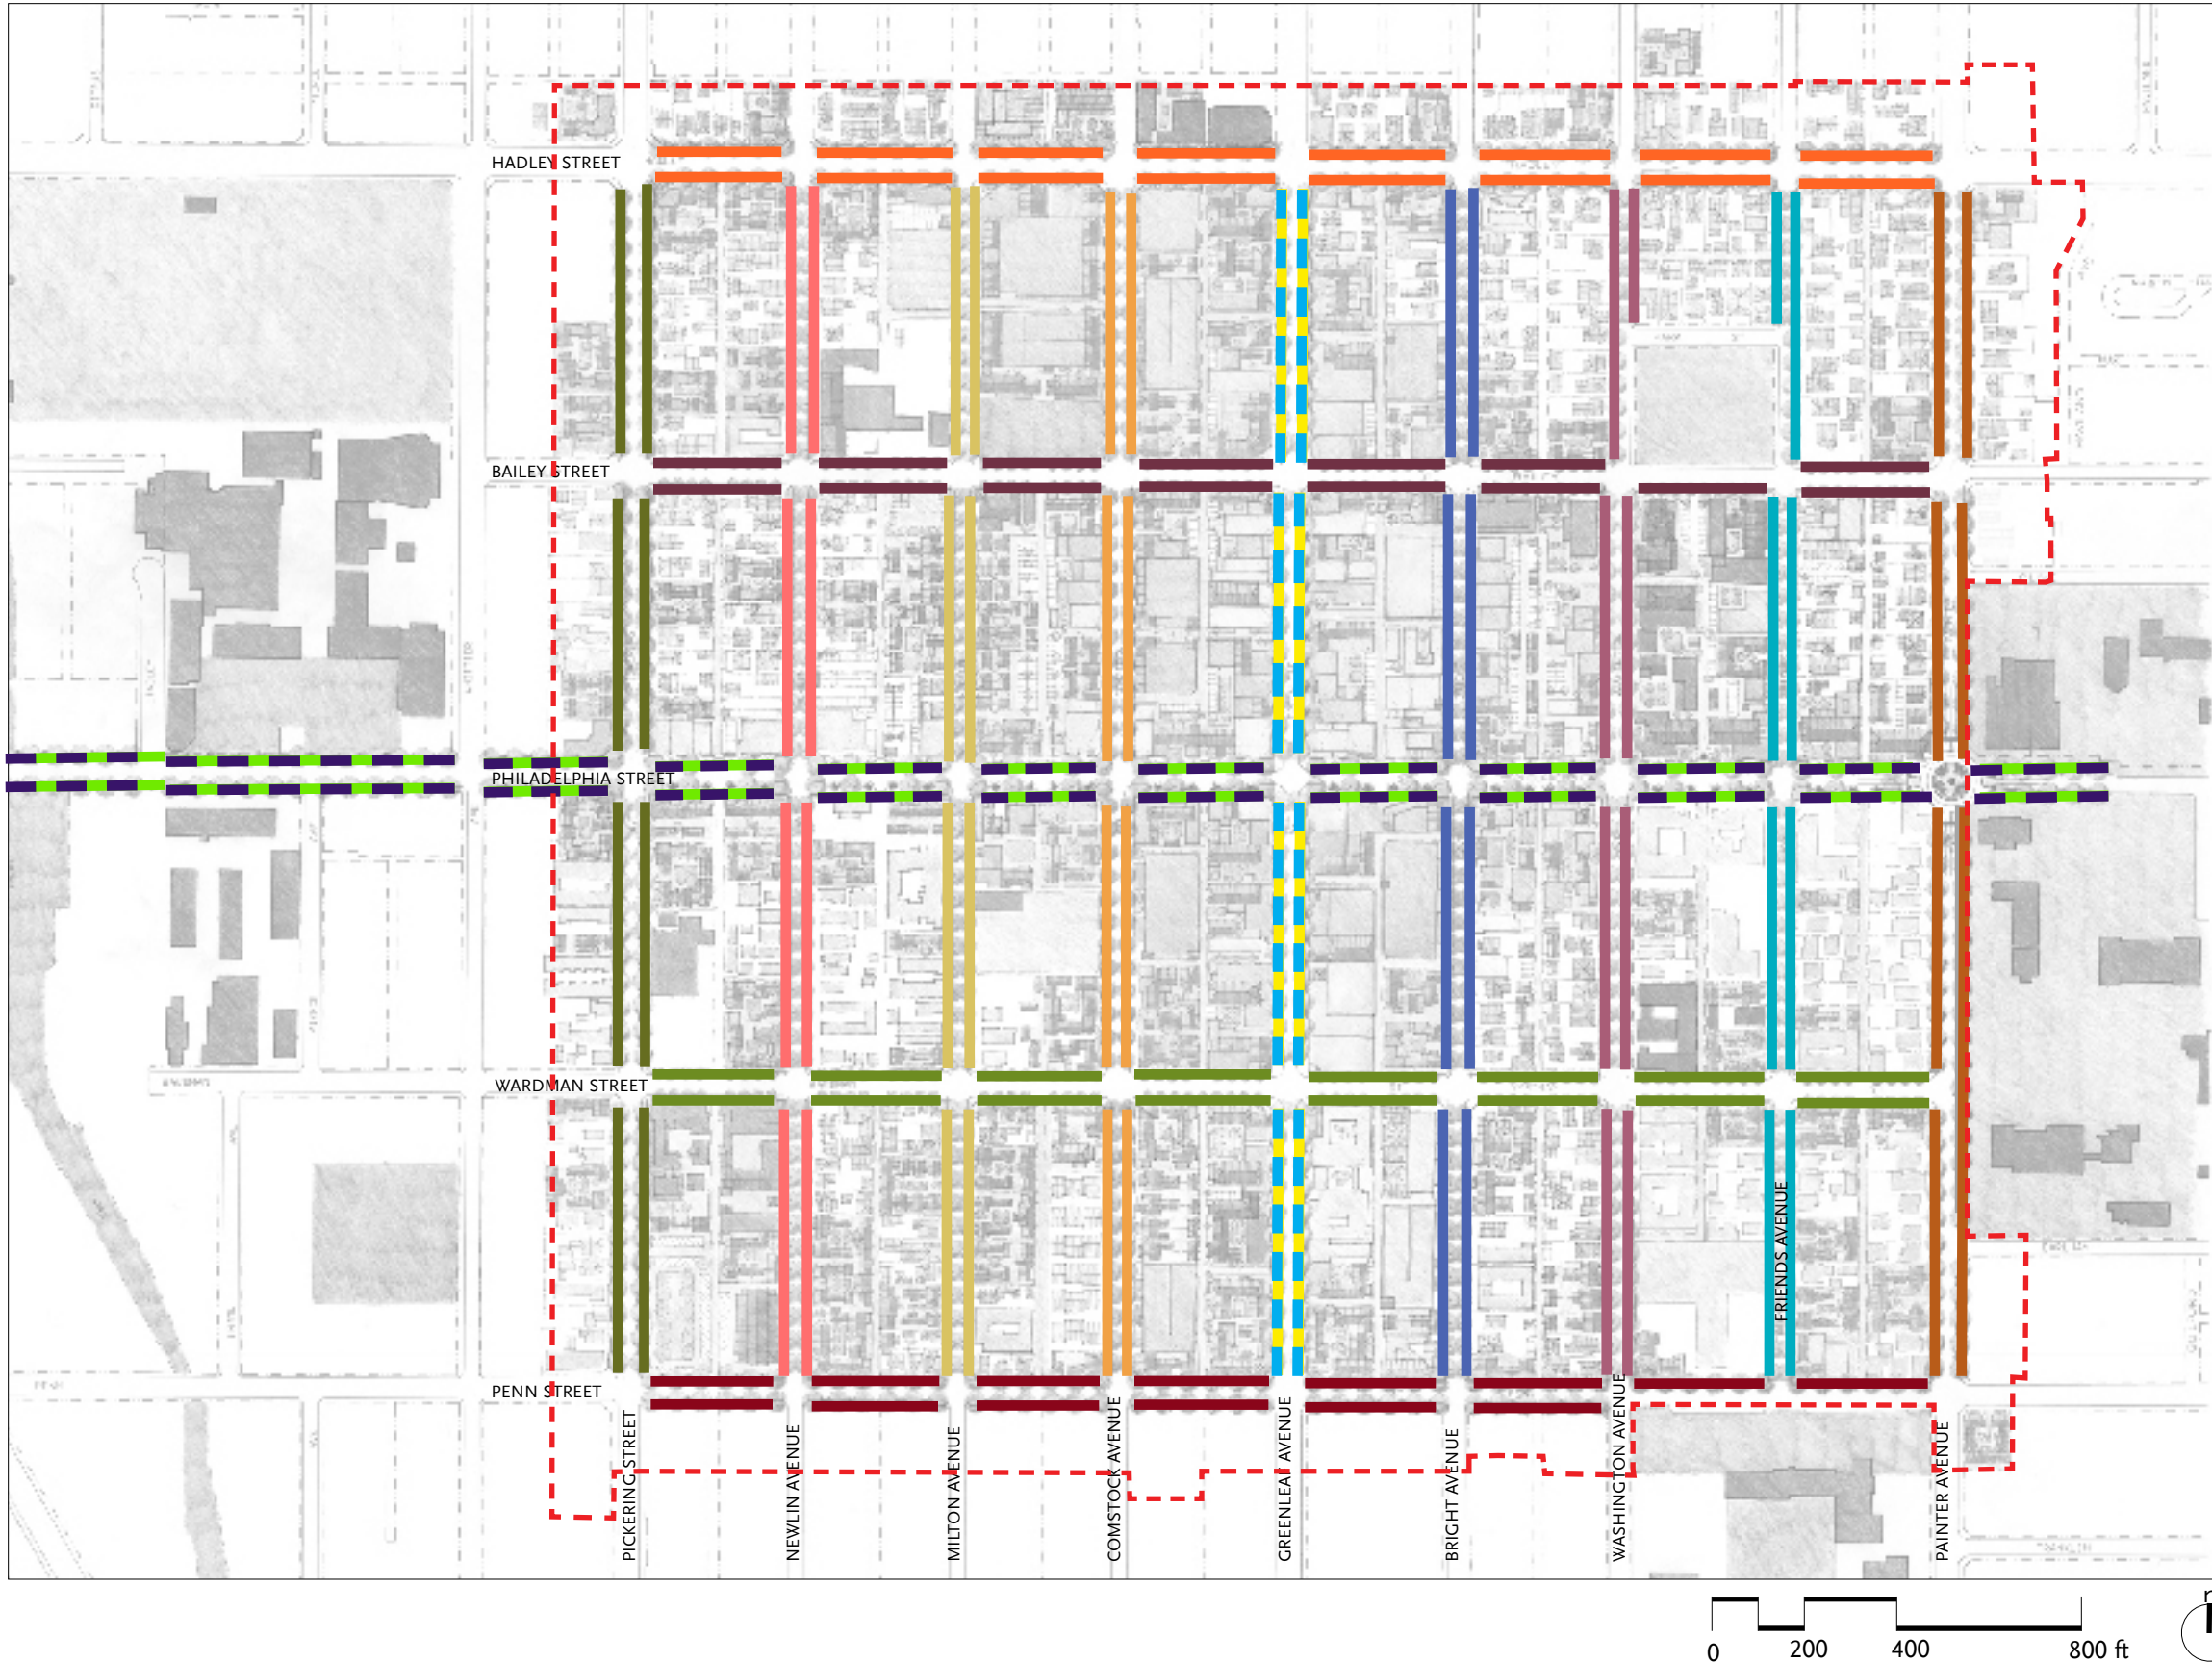 HADLEY STREET
BAILEY STREET
PHILADELPHIA STREET
WARDMAN STREET
PENN STREET
PICKERING STREET
NEWLIN AVENUE
MILTON AVENUE
COMSTOCK AVENUE
GREENLEAF AVENUE
BRIGHT AVENUE
WASHINGTON AVENUE
FRIENDS AVENUE
PAINTER AVENUE
0 200 400 800 ft